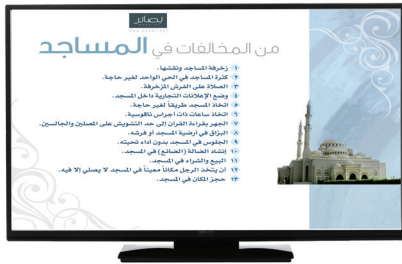 بصائر
من المخالفات في المساجد
١ زخرفة المساجد ونقشها.
٢ كثرة المساجد في الحي الواحد لغير حاجة.
٣ الصلاة على الفرش المزخرفة.
٤ وضع الإعلانات التجارية داخل المسجد.
٥ اتخاذ المسجد طريقاً لغير حاجة.
٦ اتخاذ ساعات ذات أجراس ناقوسية.
٧ الجهر بقراءة القرآن إلى حد التشويش على المصلين والجالسين.
٨ البزاق في أرضية المسجد أو فرشه.
٩ الجلوس في المسجد بدون أداء تحيته.
١٠ إنشاد الضالة (الضائع) في المسجد.
١١ البيع والشراء في المسجد.
١٢ أن يتخذ الرجل مكاناً معيناً في المسجد لا يصلي إلا فيه.
١٣ حجز المكان في المسجد.